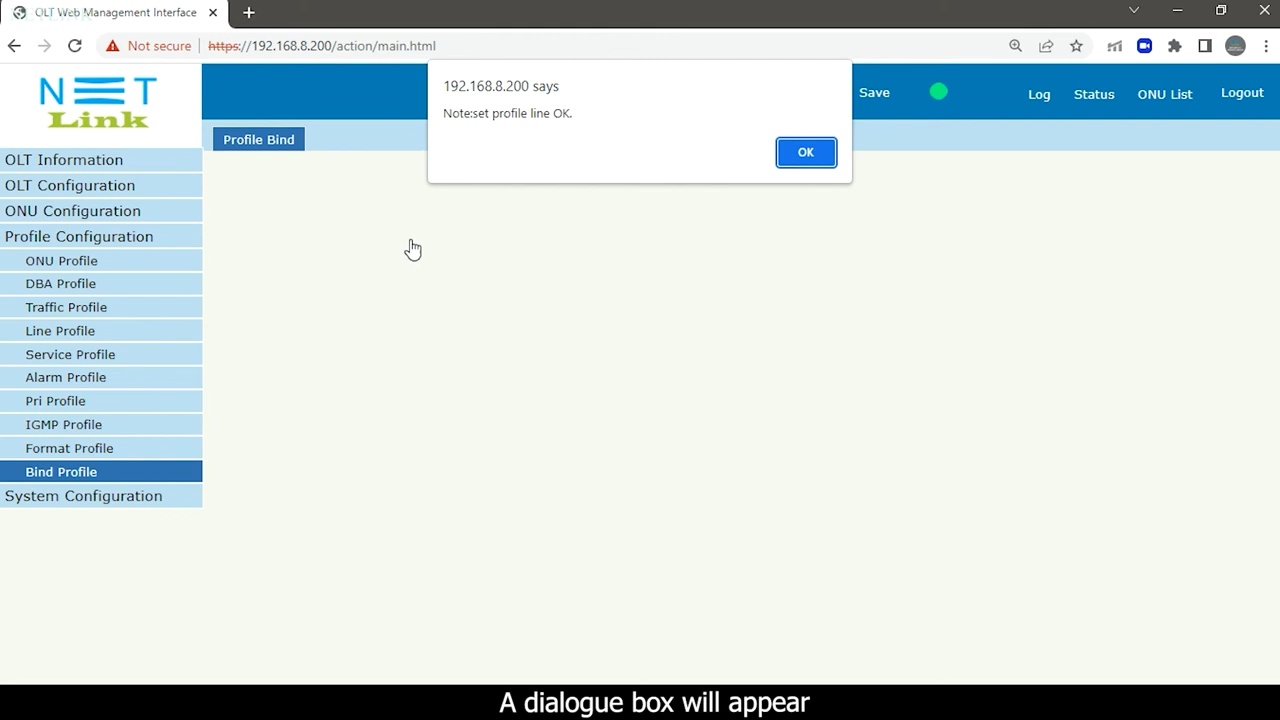 OLT Web Management Interface
Not secure
https://192.168.8.200/action/main.html
NET
Link
192.168.8.200 says
Note:set profile line OK.
OK
Save
Log
Status
ONU List
Logout
Profile Bind
OLT Information
OLT Configuration
ONU Configuration
Profile Configuration
ONU Profile
DBA Profile
Traffic Profile
Line Profile
Service Profile
Alarm Profile
Pri Profile
IGMP Profile
Format Profile
Bind Profile
System Configuration
A dialogue box will appear